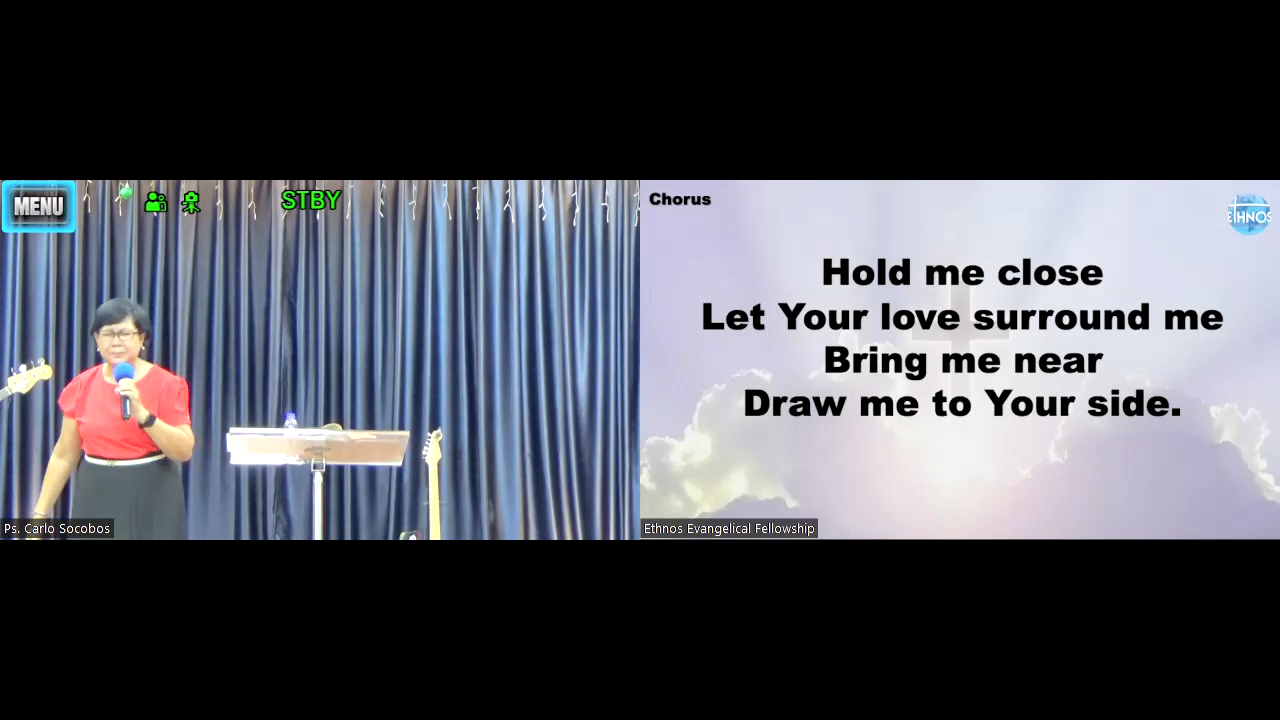 MENU
STBY
Ps. Carlo Socobos
Chorus
ETHNOS
Hold me close
Let Your love surround me
Bring me near
Draw me to Your side.
Ethnos Evangelical Fellowship